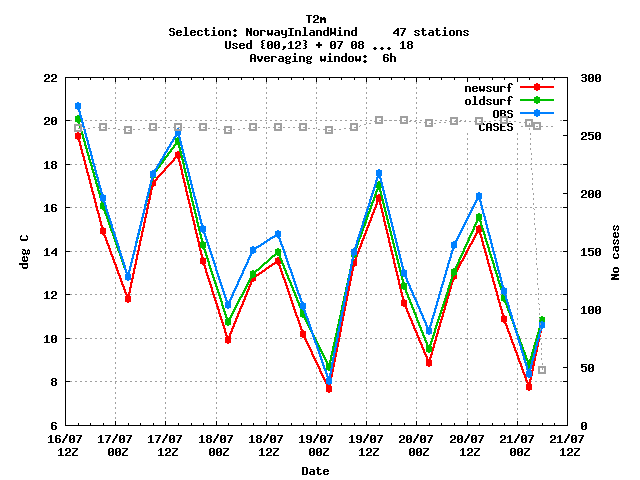 T2m
Selection: NorwayInlandWind     47 stations
Used {00,12} + 07 08 ... 18
Averaging window:  6h
22 300
newsurf
oldsurf
OBS
CASES
20 250
18
16 200
deg C
No cases
14 150
12
100
10
8 50
6 0
16/07 17/07 17/07 18/07 18/07 19/07 19/07 20/07 20/07 21/07 21/07
12Z 00Z 12Z 00Z 12Z 00Z 12Z 00Z 12Z 00Z 12Z
Date